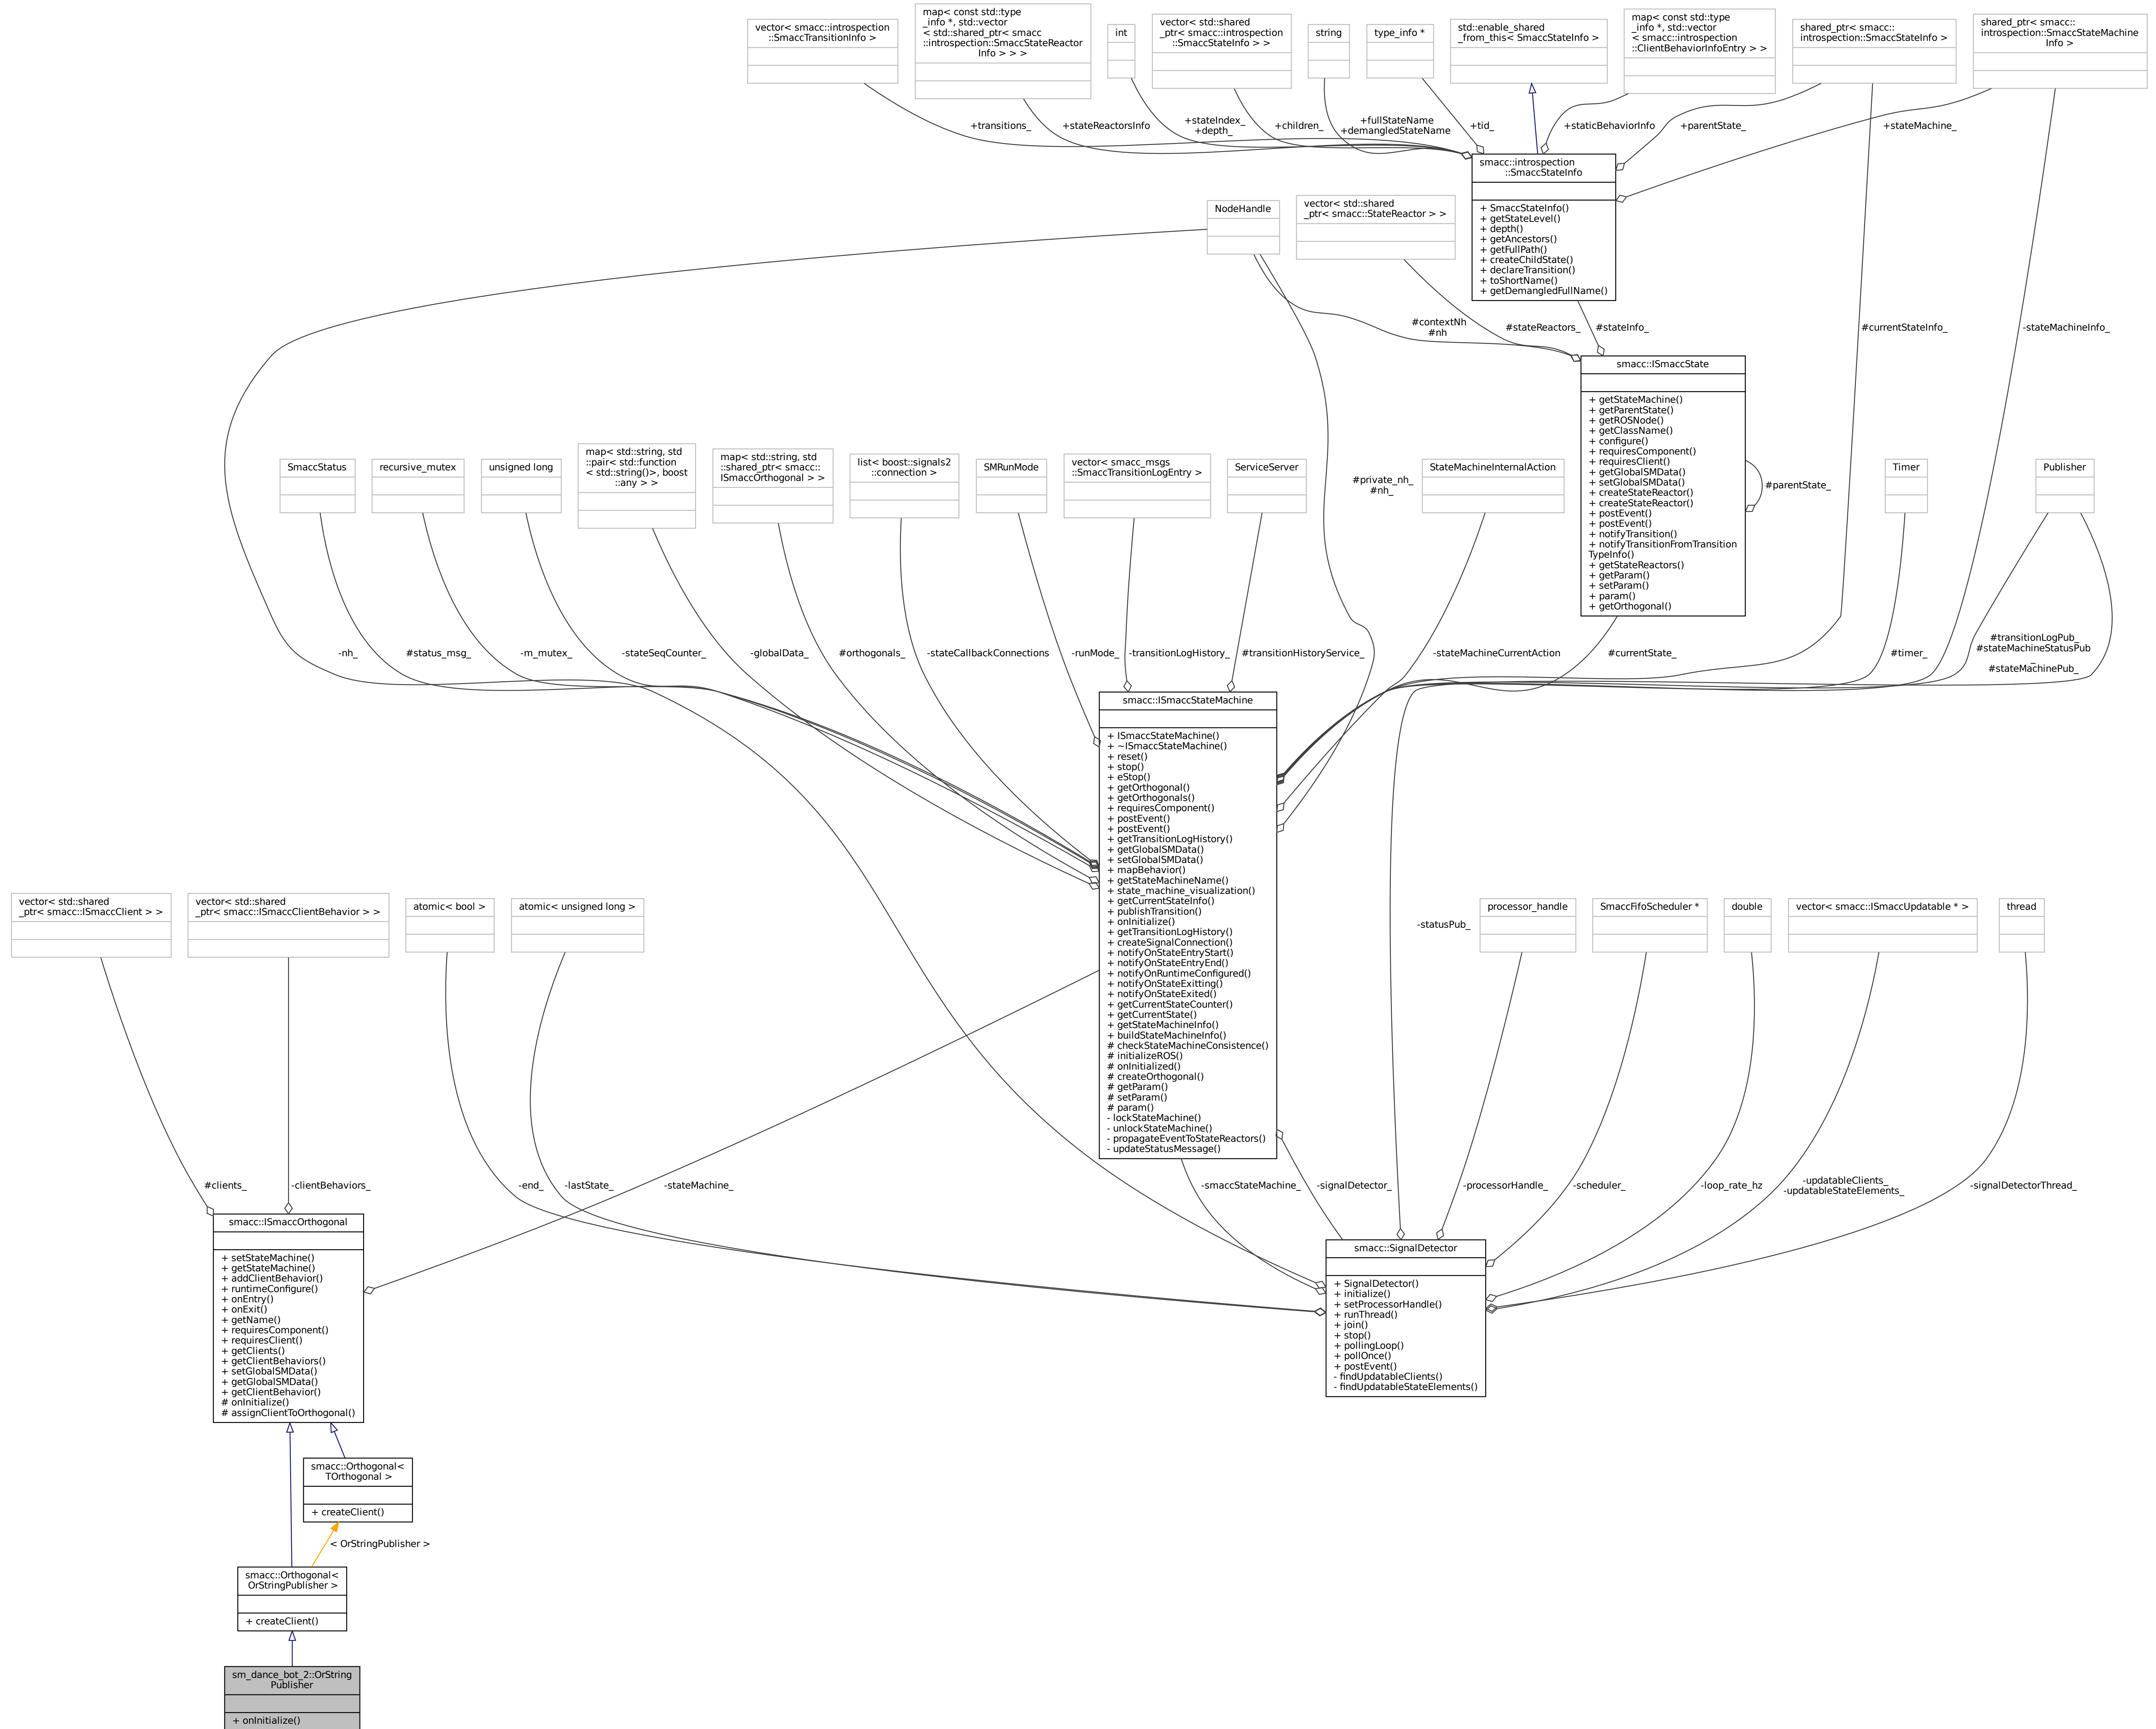 vector< smacc::introspection
::SmaccTransitionInfo >
map< const std::type
_info *, std::vector
< std::shared_ptr< smacc
::introspection::SmaccStateReactor
Info > > >
int
vector< std::shared
_ptr< smacc::introspection
::SmaccStateInfo > >
string
type_info *
std::enable_shared
_from_this< SmaccStateInfo >
map< const std::type
_info *, std::vector
< smacc::introspection
::ClientBehaviorInfoEntry > >
shared_ptr< smacc::
introspection::SmaccStateInfo >
shared_ptr< smacc::
introspection::SmaccStateMachine
Info >
+transitions_
+stateReactorsInfo
+stateIndex_
+depth_
+children_
+fullStateName
+demangledStateName
+tid_
+staticBehaviorInfo
+parentState_
+stateMachine_
smacc::introspection
::SmaccStateInfo
+ SmaccStateInfo()
+ getStateLevel()
+ depth()
+ getAncestors()
+ getFullPath()
+ createChildState()
+ declareTransition()
+ toShortName()
+ getDemangledFullName()
NodeHandle
vector< std::shared
_ptr< smacc::StateReactor > >
#contextNh
#nh
#stateReactors_
#stateInfo_
#currentStateInfo_
-stateMachineInfo_
smacc::ISmaccState
+ getStateMachine()
+ getParentState()
+ getROSNode()
+ getClassName()
+ configure()
+ requiresComponent()
+ requiresClient()
+ getGlobalSMData()
+ setGlobalSMData()
+ createStateReactor()
+ createStateReactor()
+ postEvent()
+ postEvent()
+ notifyTransition()
+ notifyTransitionFromTransition
TypeInfo()
+ getStateReactors()
+ getParam()
+ setParam()
+ param()
+ getOrthogonal()
#parentState_
SmaccStatus
recursive_mutex
unsigned long
map< std::string, std
::pair< std::function
< std::string()>, boost
::any > >
map< std::string, std
::shared_ptr< smacc::
ISmaccOrthogonal > >
list< boost::signals2
::connection >
SMRunMode
vector< smacc_msgs
::SmaccTransitionLogEntry >
ServiceServer
#private_nh_
#nh_
StateMachineInternalAction
Timer
Publisher
-nh_
#status_msg_
-m_mutex_
-stateSeqCounter_
-globalData_
#orthogonals_
-stateCallbackConnections
-runMode_
-transitionLogHistory_
#transitionHistoryService_
-stateMachineCurrentAction
#currentState_
#timer_
#transitionLogPub_
#stateMachineStatusPub
_
#stateMachinePub_
smacc::ISmaccStateMachine
+ ISmaccStateMachine()
+ ~ISmaccStateMachine()
+ reset()
+ stop()
+ eStop()
+ getOrthogonal()
+ getOrthogonals()
+ requiresComponent()
+ postEvent()
+ postEvent()
+ getTransitionLogHistory()
+ getGlobalSMData()
+ setGlobalSMData()
+ mapBehavior()
+ getStateMachineName()
+ state_machine_visualization()
+ getCurrentStateInfo()
+ publishTransition()
+ onInitialize()
+ getTransitionLogHistory()
+ createSignalConnection()
+ notifyOnStateEntryStart()
+ notifyOnStateEntryEnd()
+ notifyOnRuntimeConfigured()
+ notifyOnStateExitting()
+ notifyOnStateExited()
+ getCurrentStateCounter()
+ getCurrentState()
+ getStateMachineInfo()
+ buildStateMachineInfo()
# checkStateMachineConsistence()
# initializeROS()
# onInitialized()
# createOrthogonal()
# getParam()
# setParam()
# param()
- lockStateMachine()
- unlockStateMachine()
- propagateEventToStateReactors()
- updateStatusMessage()
vector< std::shared
_ptr< smacc::ISmaccClient > >
vector< std::shared
_ptr< smacc::ISmaccClientBehavior > >
atomic< bool >
atomic< unsigned long >
-statusPub_
processor_handle
SmaccFifoScheduler *
double
vector< smacc::ISmaccUpdatable * >
thread
#clients_
-clientBehaviors_
-end_
-lastState_
-stateMachine_
-smaccStateMachine_
-signalDetector_
-processorHandle_
-scheduler_
-loop_rate_hz
-updatableClients_
-updatableStateElements_
-signalDetectorThread_
smacc::ISmaccOrthogonal
+ setStateMachine()
+ getStateMachine()
+ addClientBehavior()
+ runtimeConfigure()
+ onEntry()
+ onExit()
+ getName()
+ requiresComponent()
+ requiresClient()
+ getClients()
+ getClientBehaviors()
+ setGlobalSMData()
+ getGlobalSMData()
+ getClientBehavior()
# onInitialize()
# assignClientToOrthogonal()
smacc::SignalDetector
+ SignalDetector()
+ initialize()
+ setProcessorHandle()
+ runThread()
+ join()
+ stop()
+ pollingLoop()
+ pollOnce()
+ postEvent()
- findUpdatableClients()
- findUpdatableStateElements()
smacc::Orthogonal<
TOrthogonal >
+ createClient()
< OrStringPublisher >
smacc::Orthogonal<
OrStringPublisher >
+ createClient()
sm_dance_bot_2::OrString
Publisher
+ onInitialize()